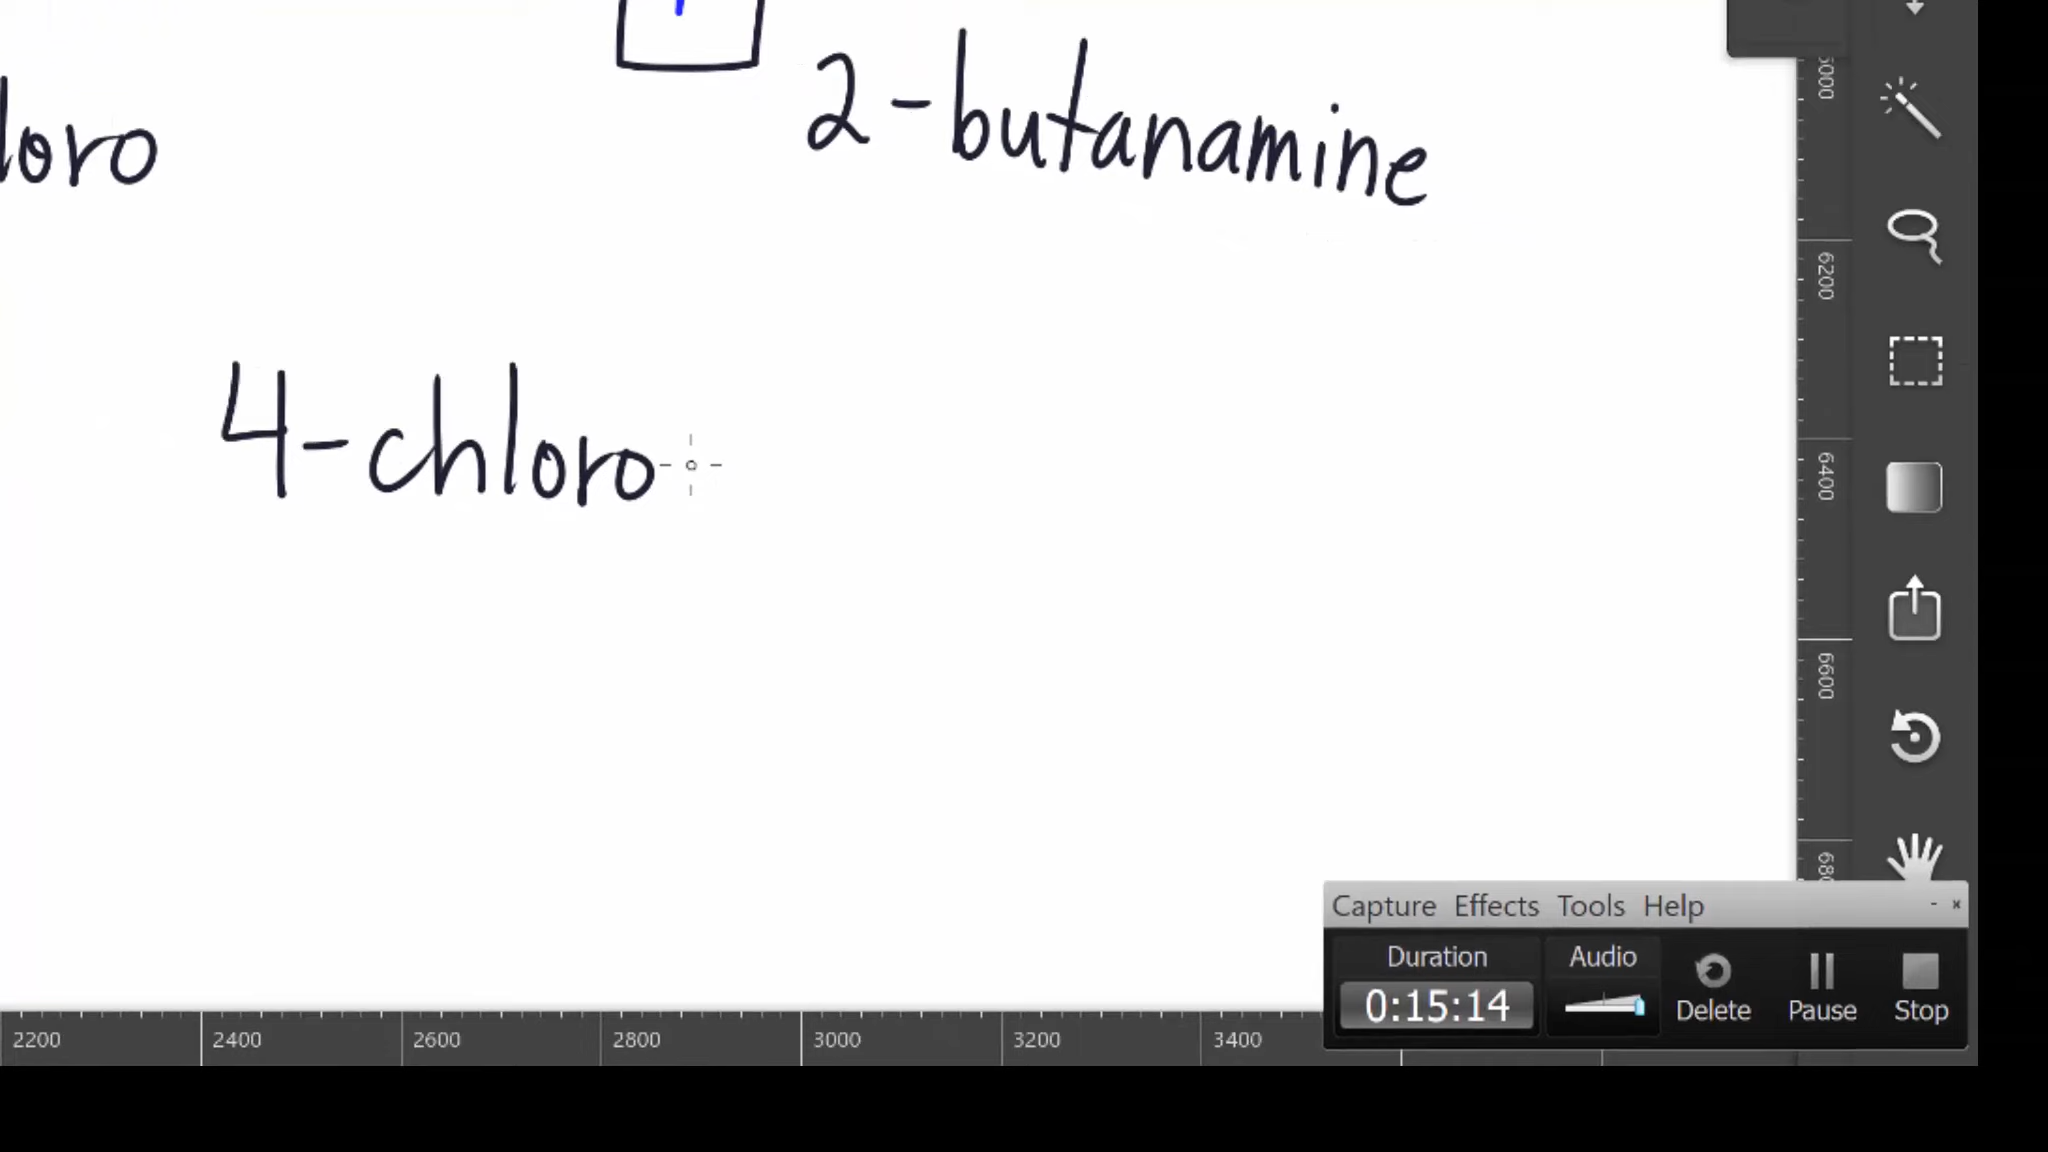 loro
2-butanamine
4-chloro
6200
6400
6600
Capture Effects Tools Help
Duration
Audio
0:15:14
Delete
Pause
Stop
2200
2400
2600
2800
3000
3200
3400